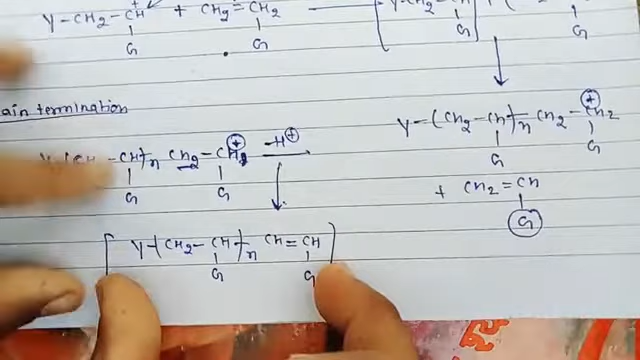 Y-CH2-CH+ + CH2=CH2 ⟶ [Y-CH2-CH
G G G G
↓
Y-(CH2-CH)n CH2-CH2 ⊕
G G
+ CH2=CH
G
ain termination
-CH)n CH2-CH2 ⊕ -H⊕ ⟶
G G
↓
[Y-(CH2-CH)n CH=CH]
G G